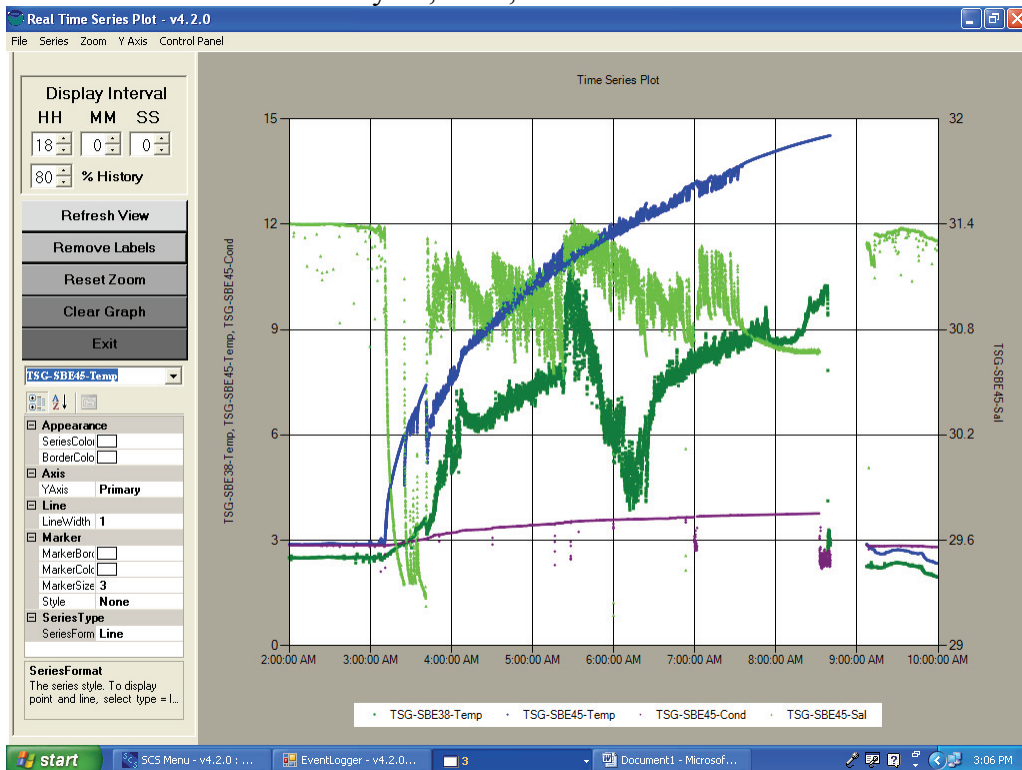 Real Time Series Plot - v4.2.0
File Series Zoom Y Axis Control Panel
Display Interval
HH MM SS
18 0 0
80 % History
Refresh View
Remove Labels
Reset Zoom
Clear Graph
Exit
TSG-SBE45-Temp
Appearance
SeriesColor
BorderColo
Axis
YAxis Primary
Line
LineWidth 1
Marker
MarkerBor
MarkerColc
MarkerSize 3
Style None
SeriesType
SeriesForm Line
SeriesFormat
The series style. To display
point and line, select type = l...
Time Series Plot
15
12
9
6
3
0
TSG-SBE38-Temp, TSG-SBE45-Temp, TSG-SBE45-Cond
32
31.4
30.8
30.2
29.6
29
TSG-SBE45-Sal
2:00:00 AM 3:00:00 AM 4:00:00 AM 5:00:00 AM 6:00:00 AM 7:00:00 AM 8:00:00 AM 9:00:00 AM 10:00:00 AM
TSG-SBE38-Temp TSG-SBE45-Temp TSG-SBE45-Cond TSG-SBE45-Sal
start SCS Menu - v4.2.0 : ... EventLogger - v4.2.0... 3 Document1 - Microsof... 3:06 PM